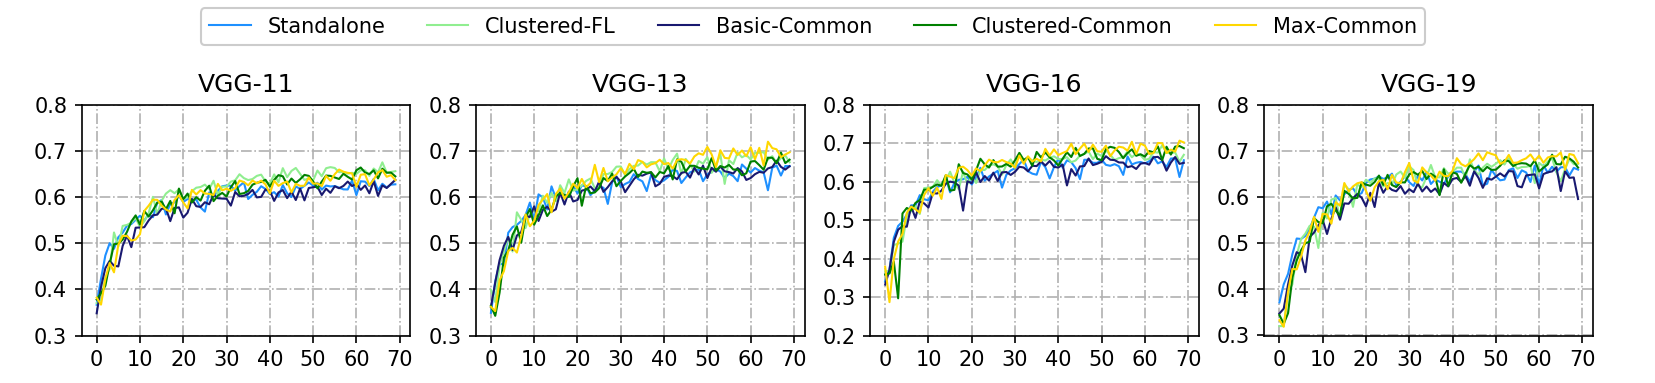 Standalone Clustered-FL Basic-Common Clustered-Common Max-Common
VGG-11 VGG-13 VGG-16 VGG-19
0.8 0.8 0.8 0.8
0.7 0.7 0.7 0.7
0.6 0.6 0.6 0.6
0.5 0.5 0.5 0.5
0.4 0.4 0.4 0.4
0.3 0.3 0.3 0.3
0.2
0 10 20 30 40 50 60 70 0 10 20 30 40 50 60 70 0 10 20 30 40 50 60 70 0 10 20 30 40 50 60 70